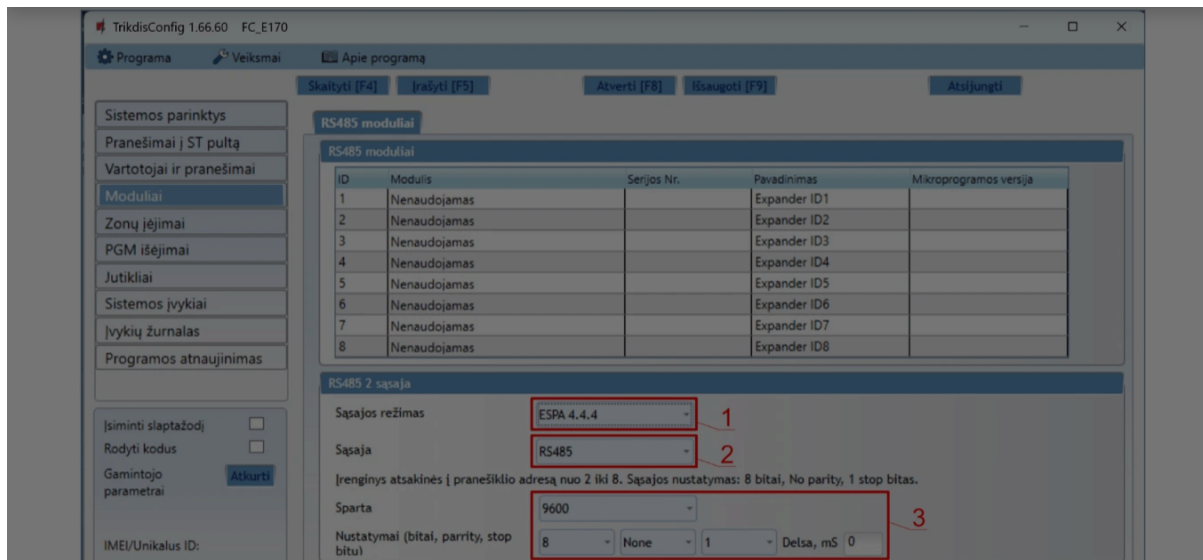 TrikdisConfig 1.66.60 FC_E170
Programa Veiksmai Apie programą
Skaityti [F4] Įrašyti [F5] Atverti [F8] Išsaugoti [F9] Atsijungti
Sistemos parinktys
Pranešimai į ST pultą
Vartotojai ir pranešimai
Moduliai
Zonų įėjimai
PGM išėjimai
Jutikliai
Sistemos įvykiai
Įvykių žurnalas
Programos atnaujinimas
Įsiminti slaptažodį
Rodyti kodus
Gamintojo
parametrai
Atkurti
IMEI/Unikalus ID:
RS485 moduliai
RS485 moduliai
ID Modulis Serijos Nr. Pavadinimas Mikroprogramos versija
1 Nenaudojamas Expander ID1
2 Nenaudojamas Expander ID2
3 Nenaudojamas Expander ID3
4 Nenaudojamas Expander ID4
5 Nenaudojamas Expander ID5
6 Nenaudojamas Expander ID6
7 Nenaudojamas Expander ID7
8 Nenaudojamas Expander ID8
RS485 2 sąsaja
Sąsajos režimas ESPA 4.4.4 1
Sąsaja RS485 2
Įrenginys atsakinės į pranešiklio adresą nuo 2 iki 8. Sąsajos nustatymas: 8 bitai, No parity, 1 stop bitas.
Sparta 9600 3
Nustatymai (bitai, parrity, stop
bitu)
8 None 1 Delsa, mS 0